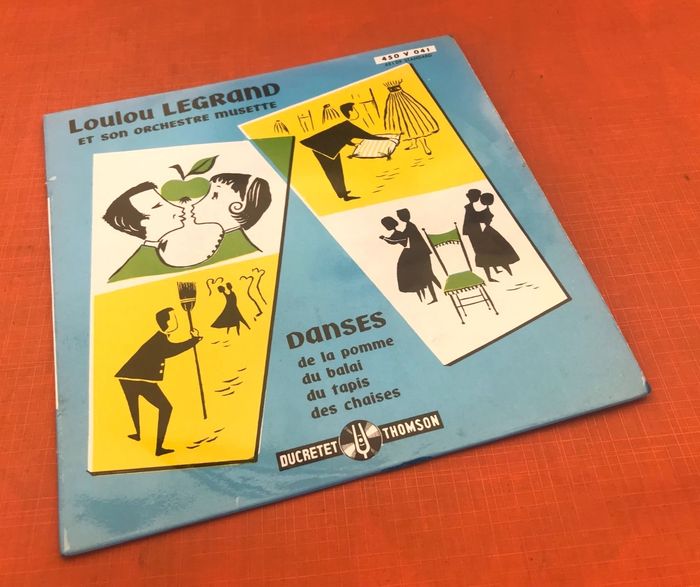 450 V 041
Loulou LEGRAND
ET SON ORCHESTRE MUSETTE
DANSES
de la pomme
du balai
du tapis
des chaises
DUCRETET THOMSON